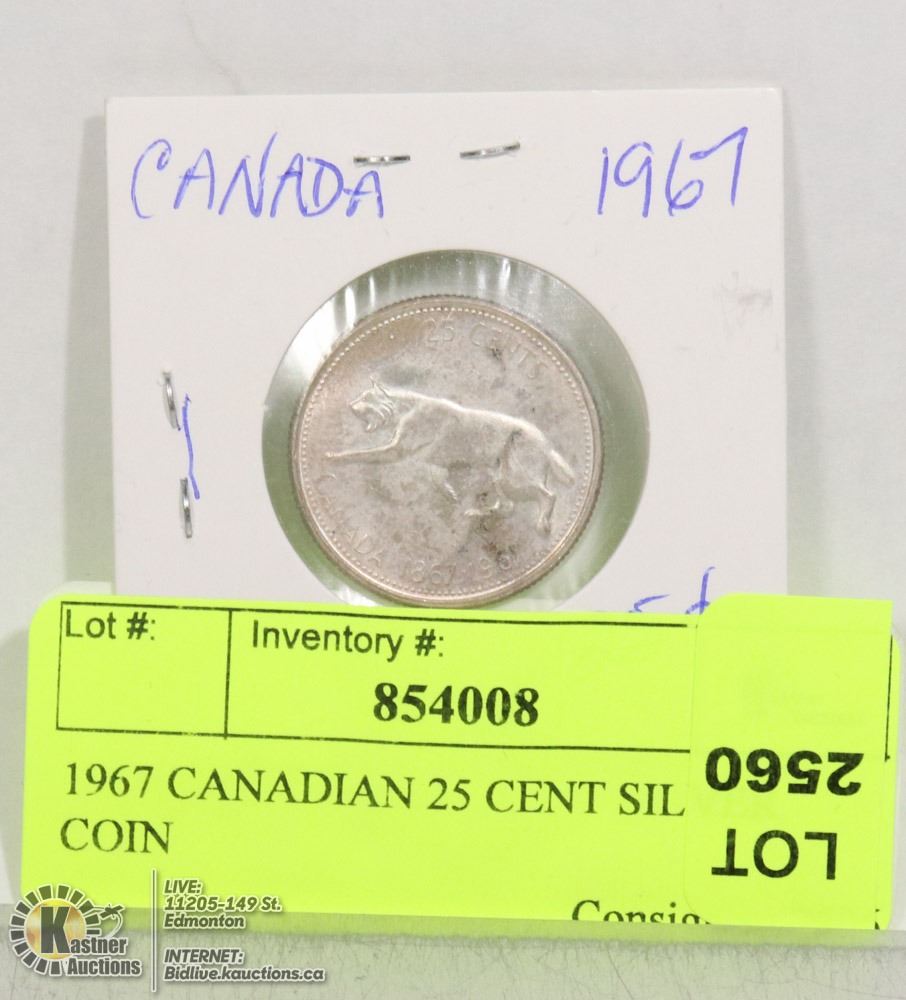 CANADA 1967
1
25 CENTS
CANADA 1867-1967
Lot #: Inventory #:
854008
1967 CANADIAN 25 CENT
COIN
LOT
2560
Kastner
Auctions
LIVE:
11205-149 St.
Edmonton
INTERNET:
Bidlive.kauctions.ca